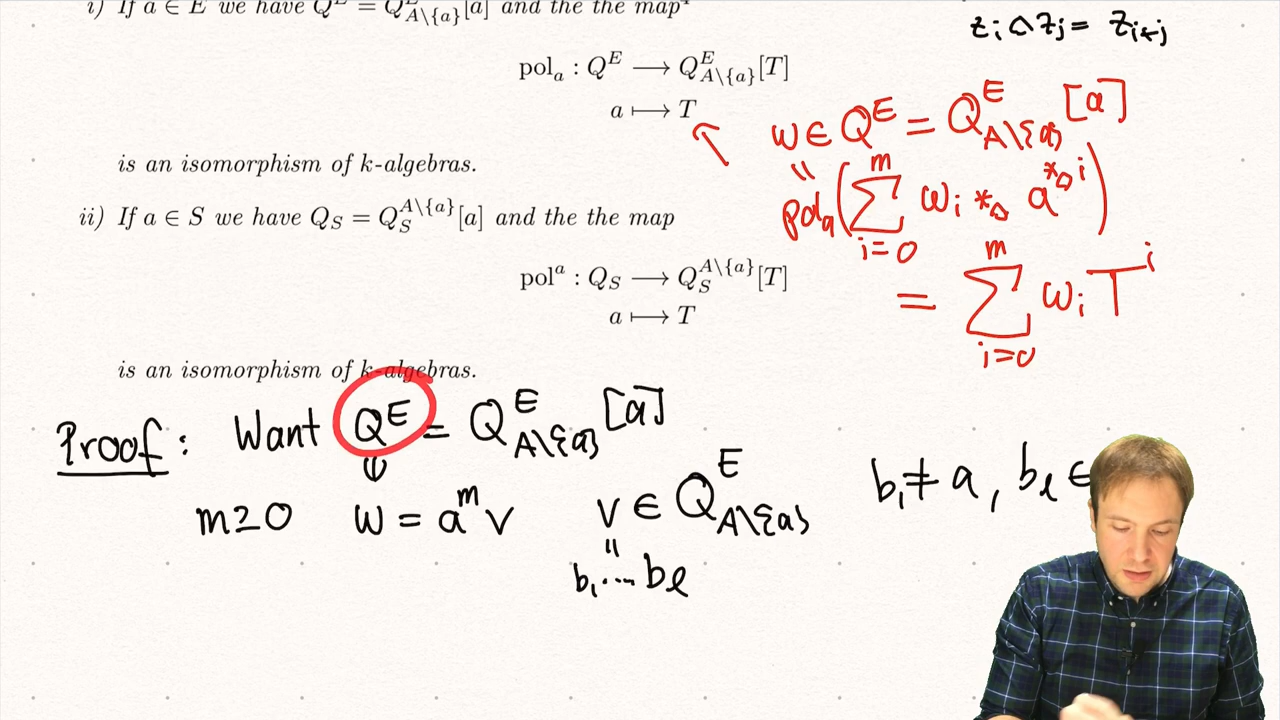 i) If a ∈ E we have Q^E = Q^E_{A\{a}}[a] and the the map
z_i ◇ z_j = z_{i+j}
pol_a : Q^E ⟶ Q^E_{A\{a}}[T]
a ⟼ T
is an isomorphism of k-algebras.
ii) If a ∈ S we have Q_S = Q_S^{A\{a}}[a] and the the map
pol^a : Q_S ⟶ Q_S^{A\{a}}[T]
a ⟼ T
is an isomorphism of k-algebras.
w ∈ Q^E = Q^E_{A\{a}}[a]
"
pol_a(∑_{i=0}^{m} w_i *_◇ a^{*_◇ i})
= ∑_{i=0}^{m} w_i T^i
Proof: Want Q^E = Q^E_{A\{a}}[a]
m ≥ 0 w = a^m v v ∈ Q^E_{A\{a}} b_1 ≠ a, b_ℓ ∈
"
b_1 ... b_ℓ